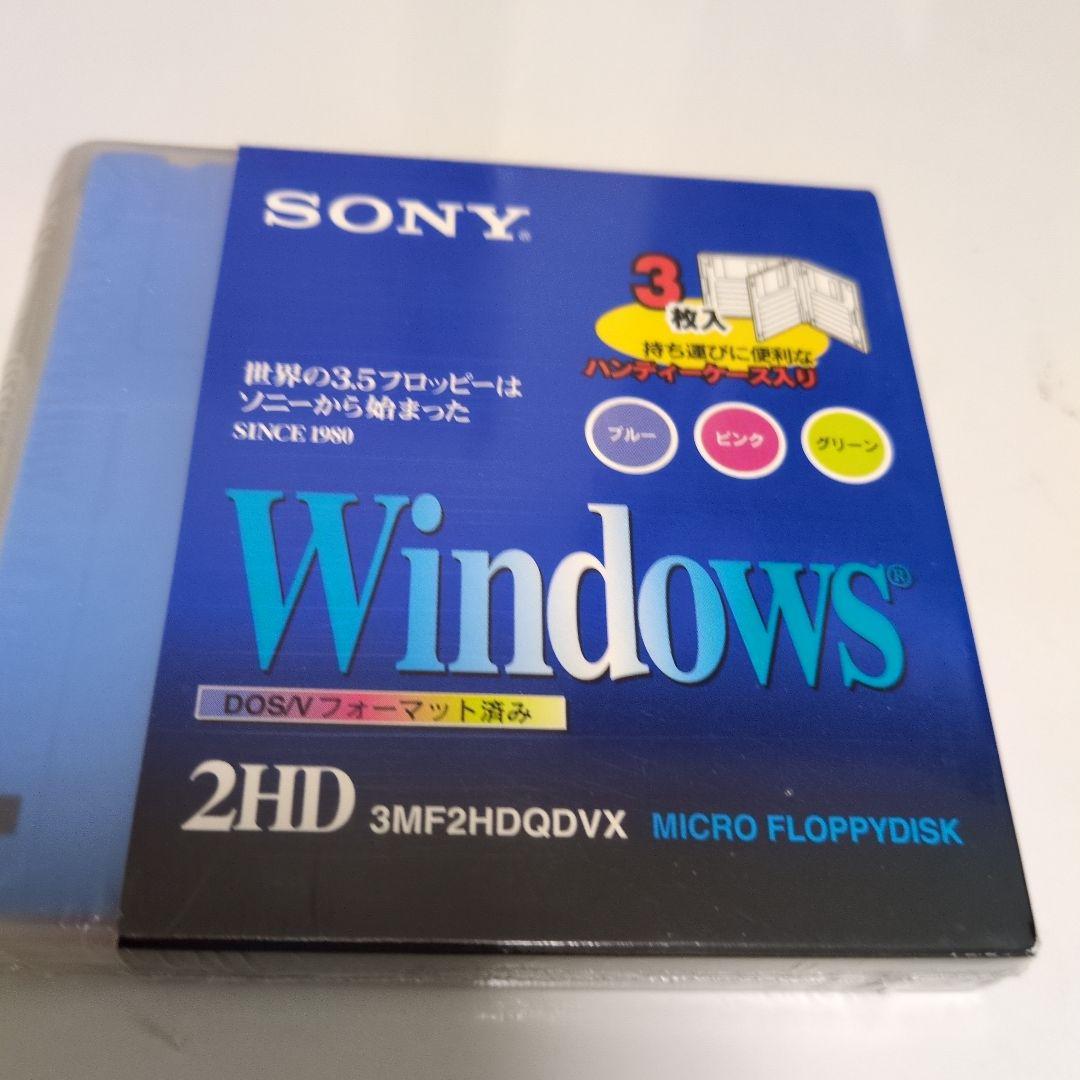 SONY®
3
枚入
持ち運びに便利な
ハンディーケース入り
世界の3.5フロッピーは
ソニーから始まった
SINCE 1980
ブルー
ピンク
グリーン
Windows®
DOS/Vフォーマット済み
2HD 3MF2HDQDVX MICRO FLOPPYDISK